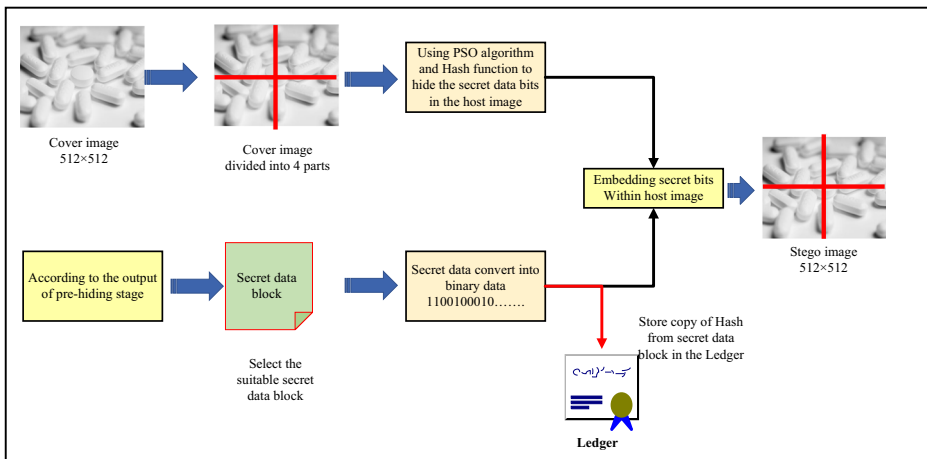 Cover image
512×512
Cover image
divided into 4 parts
Using PSO algorithm
and Hash function to
hide the secret data bits
in the host image
Embedding secret bits
Within host image
Stego image
512×512
According to the output
of pre-hiding stage
Secret data
block
Select the
suitable secret
data block
Secret data convert into
binary data
1100100010…….
Store copy of Hash
from secret data
block in the Ledger
Ledger